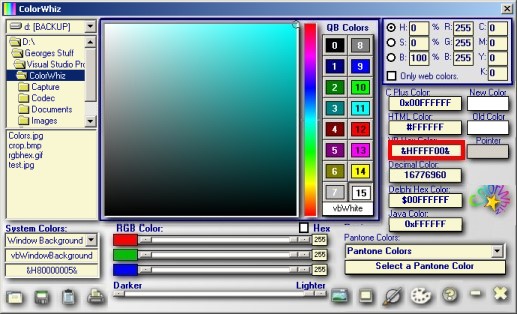 ColorWhiz
d: [BACKUP]
D:\
Georges Stuff
Visual Studio Pro
ColorWhiz
Capture
Codec
Documents
Images
Colors.jpg
crop.bmp
rgbhex.gif
test.jpg
QB Colors
0 8
1 9
2 10
3 11
4 12
5 13
6 14
7 15
vbWhite
H: 0 % R: 255 C: 0
S: 0 % G: 255 M: 0
B: 100 % B: 255 Y: 0
K: 0
Only web colors.
C Plus Color: New Color
0x00FFFFFF
HTML Color: Old Color
#FFFFFF
Pointer
&HFFFF00&
Decimal Color
16776960
Delphi Hex Color:
$00FFFFFF
Java Color:
0xFFFFFF
System Colors:
Window Background
vbWindowBackground
&H80000005&
RGB Color: Hex
255
255
255
Darker Lighter
Pantone Colors:
Pantone Colors
Select a Pantone Color